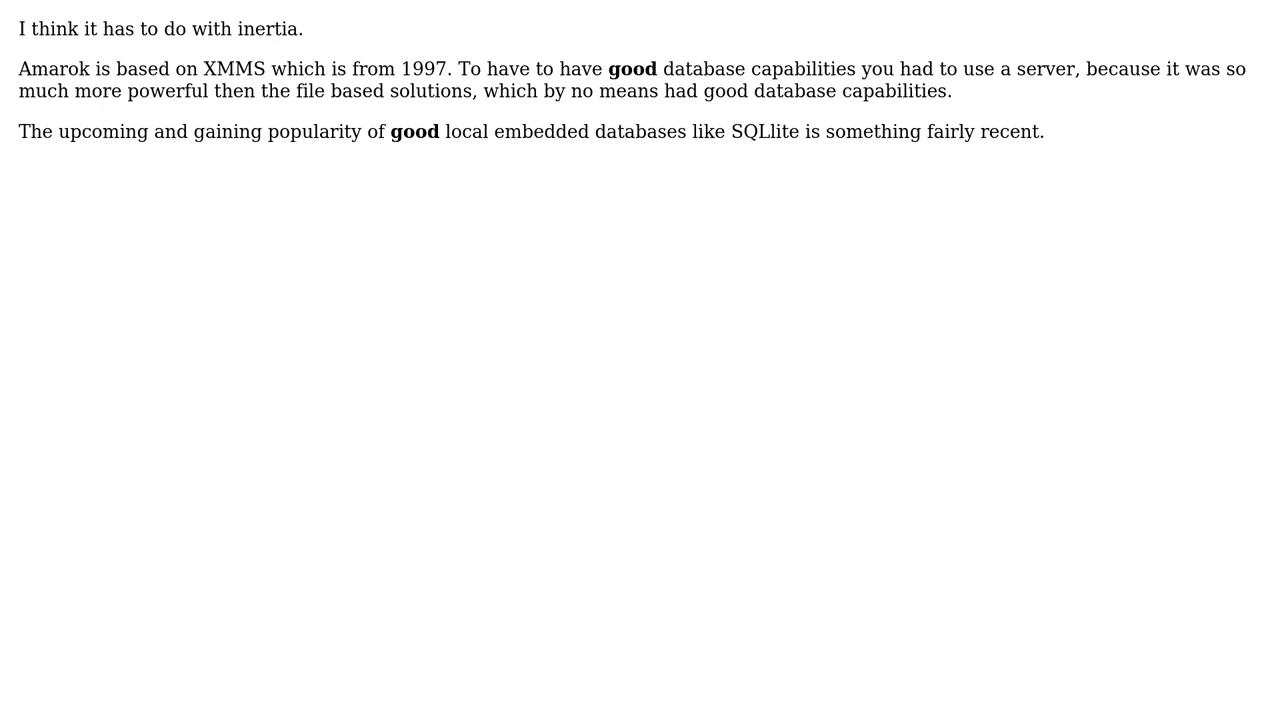 I think it has to do with inertia.
Amarok is based on XMMS which is from 1997. To have to have good database capabilities you had to use a server, because it was so
much more powerful then the file based solutions, which by no means had good database capabilities.
The upcoming and gaining popularity of good local embedded databases like SQLlite is something fairly recent.